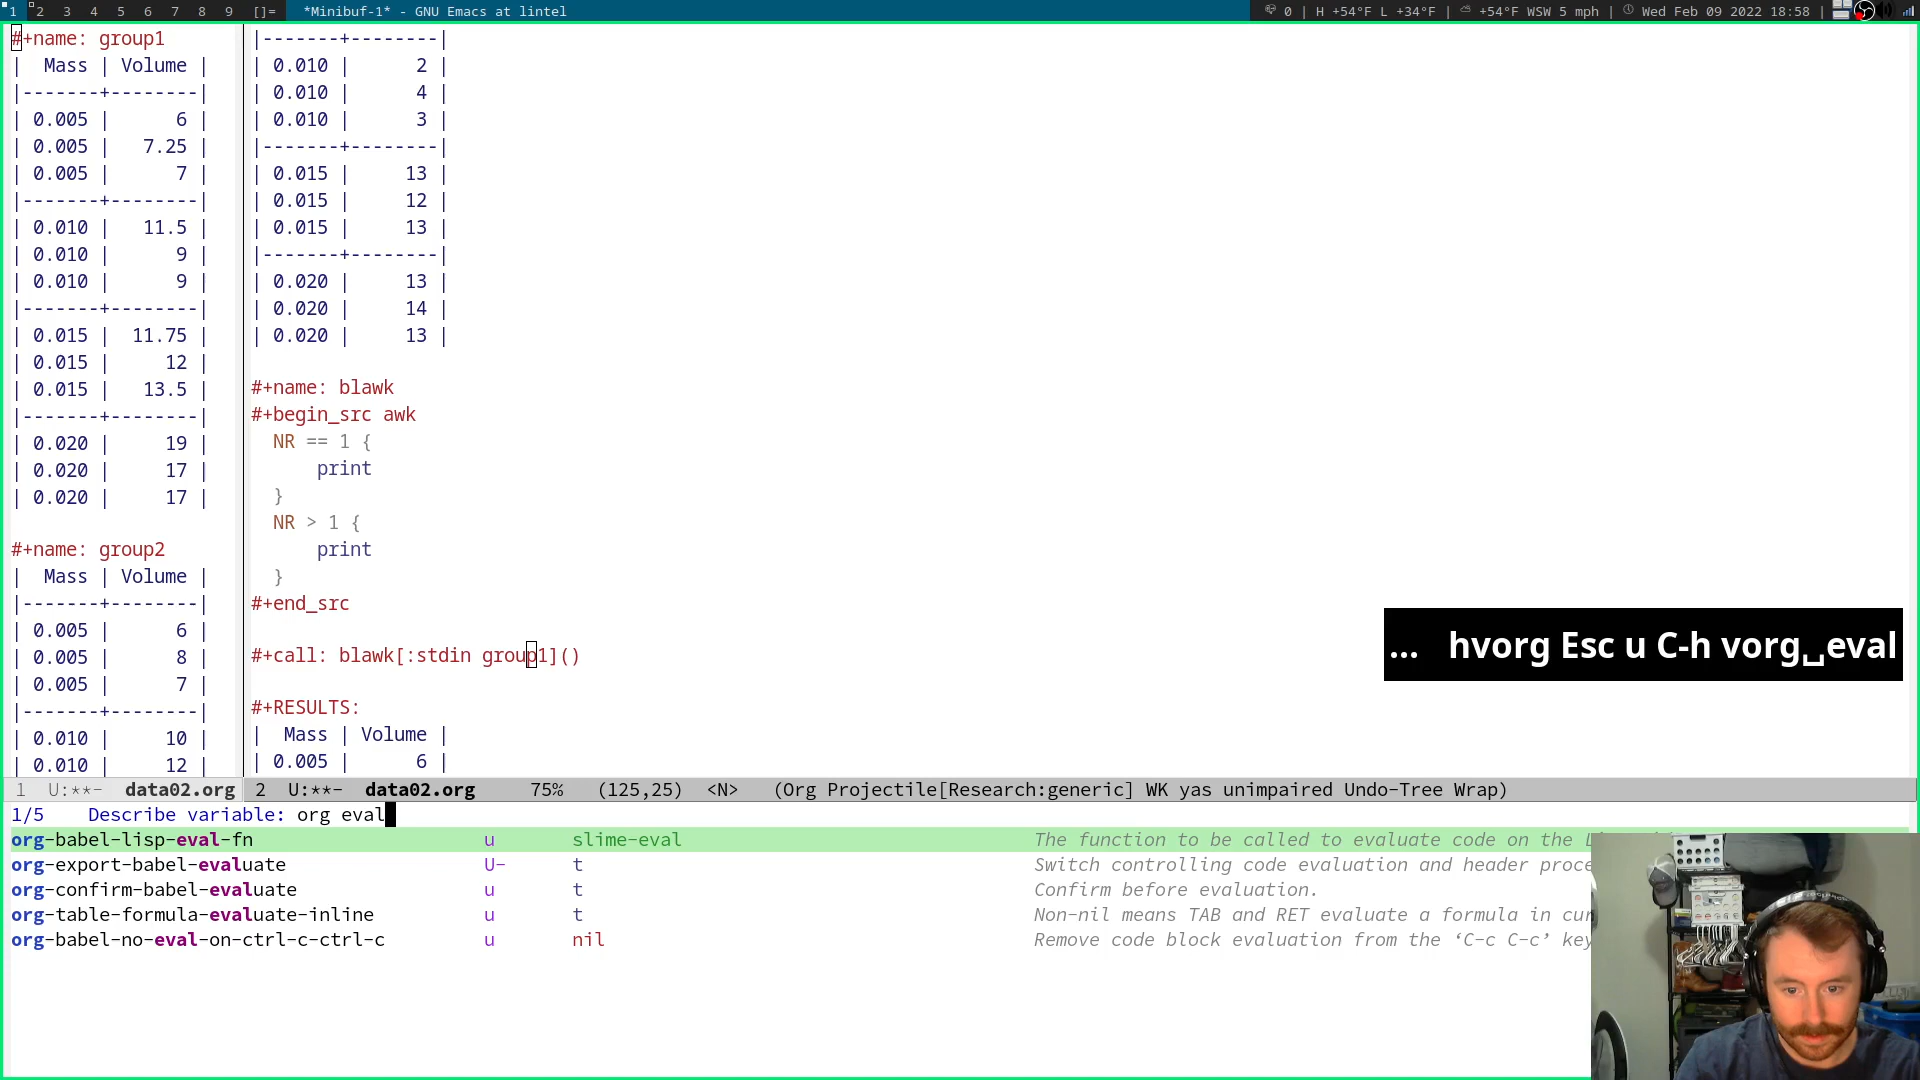 1 2 3 4 5 6 7 8 9 []= *Minibuf-1* - GNU Emacs at lintel
0 | H +54°F L +34°F | +54°F WSW 5 mph | Wed Feb 09 2022 18:58 |
#+name: group1
| Mass | Volume |
|-------+--------|
| 0.005 | 6 |
| 0.005 | 7.25 |
| 0.005 | 7 |
|-------+--------|
| 0.010 | 11.5 |
| 0.010 | 9 |
| 0.010 | 9 |
|-------+--------|
| 0.015 | 11.75 |
| 0.015 | 12 |
| 0.015 | 13.5 |
|-------+--------|
| 0.020 | 19 |
| 0.020 | 17 |
| 0.020 | 17 |
#+name: group2
| Mass | Volume |
|-------+--------|
| 0.005 | 6 |
| 0.005 | 8 |
| 0.005 | 7 |
|-------+--------|
| 0.010 | 10 |
| 0.010 | 12 |
|-------+--------|
| 0.010 | 2 |
| 0.010 | 4 |
| 0.010 | 3 |
|-------+--------|
| 0.015 | 13 |
| 0.015 | 12 |
| 0.015 | 13 |
|-------+--------|
| 0.020 | 13 |
| 0.020 | 14 |
| 0.020 | 13 |
#+name: blawk
#+begin_src awk
NR == 1 {
print
}
NR > 1 {
print
}
#+end_src
#+call: blawk[:stdin group1]()
#+RESULTS:
| Mass | Volume |
| 0.005 | 6 |
... hvorg Esc u C-h vorg␣eval
1 U:**- data02.org
2 U:**- data02.org 75% (125,25) <N> (Org Projectile[Research:generic] WK yas unimpaired Undo-Tree Wrap)
1/5 Describe variable: org eval
org-babel-lisp-eval-fn u slime-eval The function to be called to evaluate code on the
org-export-babel-evaluate U- t Switch controlling code evaluation and header
org-confirm-babel-evaluate u t Confirm before evaluation.
org-table-formula-evaluate-inline u t Non-nil means TAB and RET evaluate a formula in
org-babel-no-eval-on-ctrl-c-ctrl-c u nil Remove code block evaluation from the ‘C-c C-c’